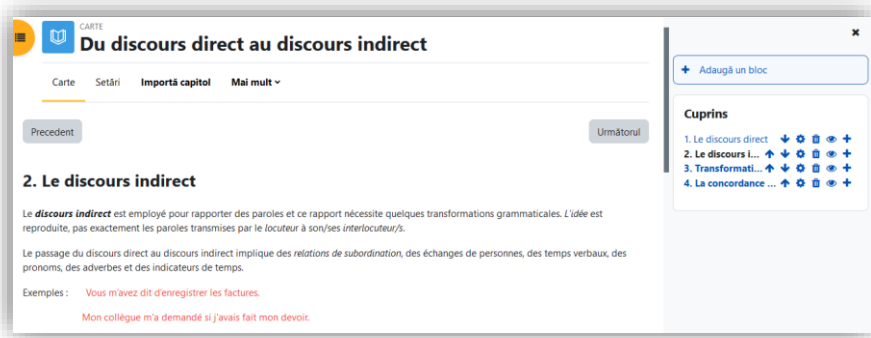 CARTE
Du discours direct au discours indirect
Carte Setări Importă capitol Mai mult
Precedent Următorul
2. Le discours indirect
Le discours indirect est employé pour rapporter des paroles et ce rapport nécessite quelques transformations grammaticales. L'idée est
reproduite, pas exactement les paroles transmises par le locuteur à son/ses interlocuteur/s.
Le passage du discours direct au discours indirect implique des relations de subordination, des échanges de personnes, des temps verbaux, des
pronoms, des adverbes et des indicateurs de temps.
Exemples : Vous m'avez dit d'enregistrer les factures.
Mon collègue m'a demandé si j'avais fait mon devoir.
Adaugă un bloc
Cuprins
1. Le discours direct
2. Le discours i...
3. Transformati...
4. La concordance ...